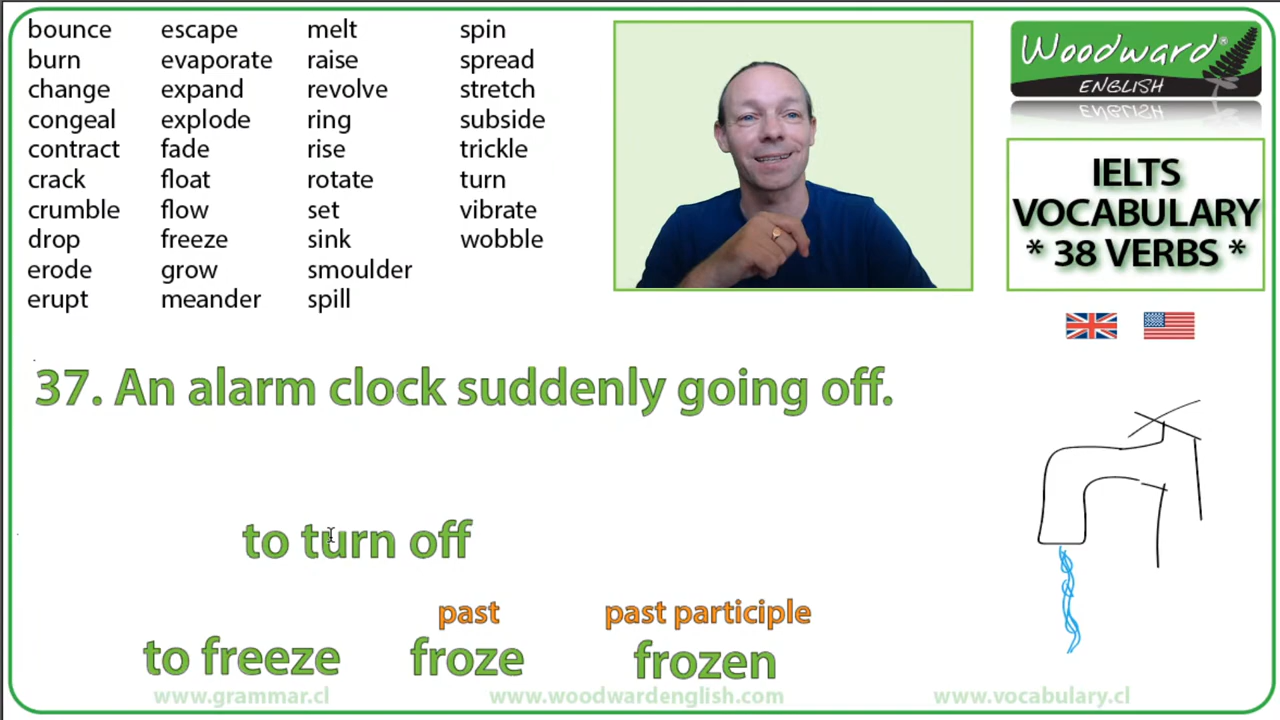 bounce escape melt spin
burn evaporate raise spread
change expand revolve stretch
congeal explode ring subside
contract fade rise trickle
crack float rotate turn
crumble flow set vibrate
drop freeze sink wobble
erode grow smoulder
erupt meander spill
Woodward®
ENGLISH
IELTS
VOCABULARY
* 38 VERBS *
37. An alarm clock suddenly going off.
to turn off
past past participle
to freeze froze frozen
www.grammar.cl www.woodwardenglish.com www.vocabulary.cl